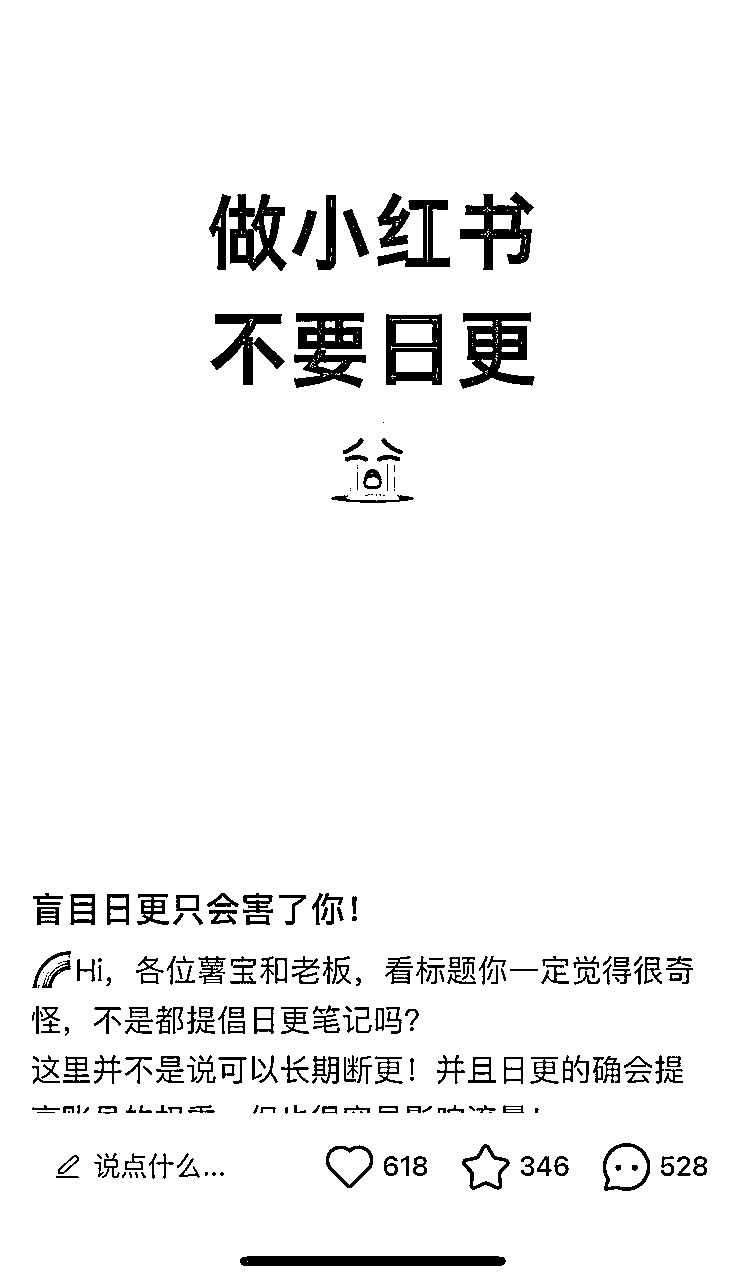 做小红书
不要日更
盲目日更只会害了你！
Hi，各位薯宝和老板，看标题你一定觉得很奇
怪，不是都提倡日更笔记吗？
这里并不是说可以长期断更！并且日更的确会提
说点什么...
618
346
528